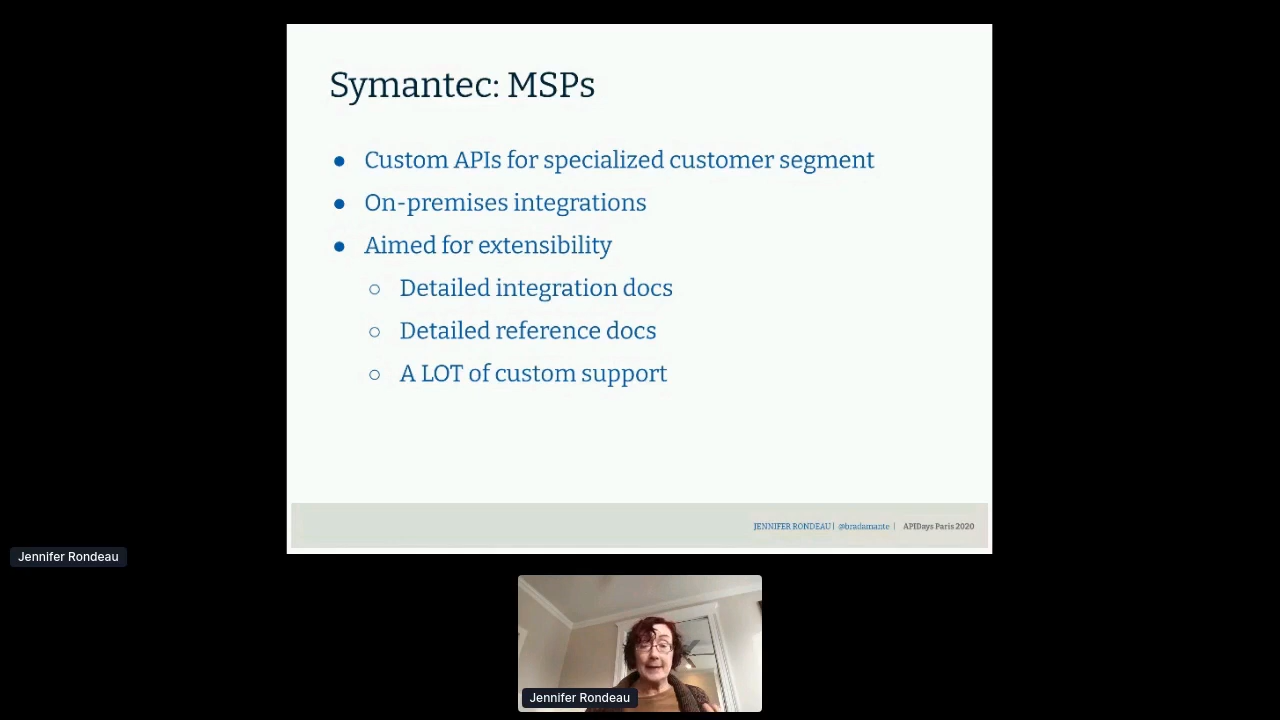 Symantec: MSPs
● Custom APIs for specialized customer segment
● On-premises integrations
● Aimed for extensibility
○ Detailed integration docs
○ Detailed reference docs
○ A LOT of custom support
JENNIFER RONDEAU | @bradamante | APIDays Paris 2020
Jennifer Rondeau
Jennifer Rondeau